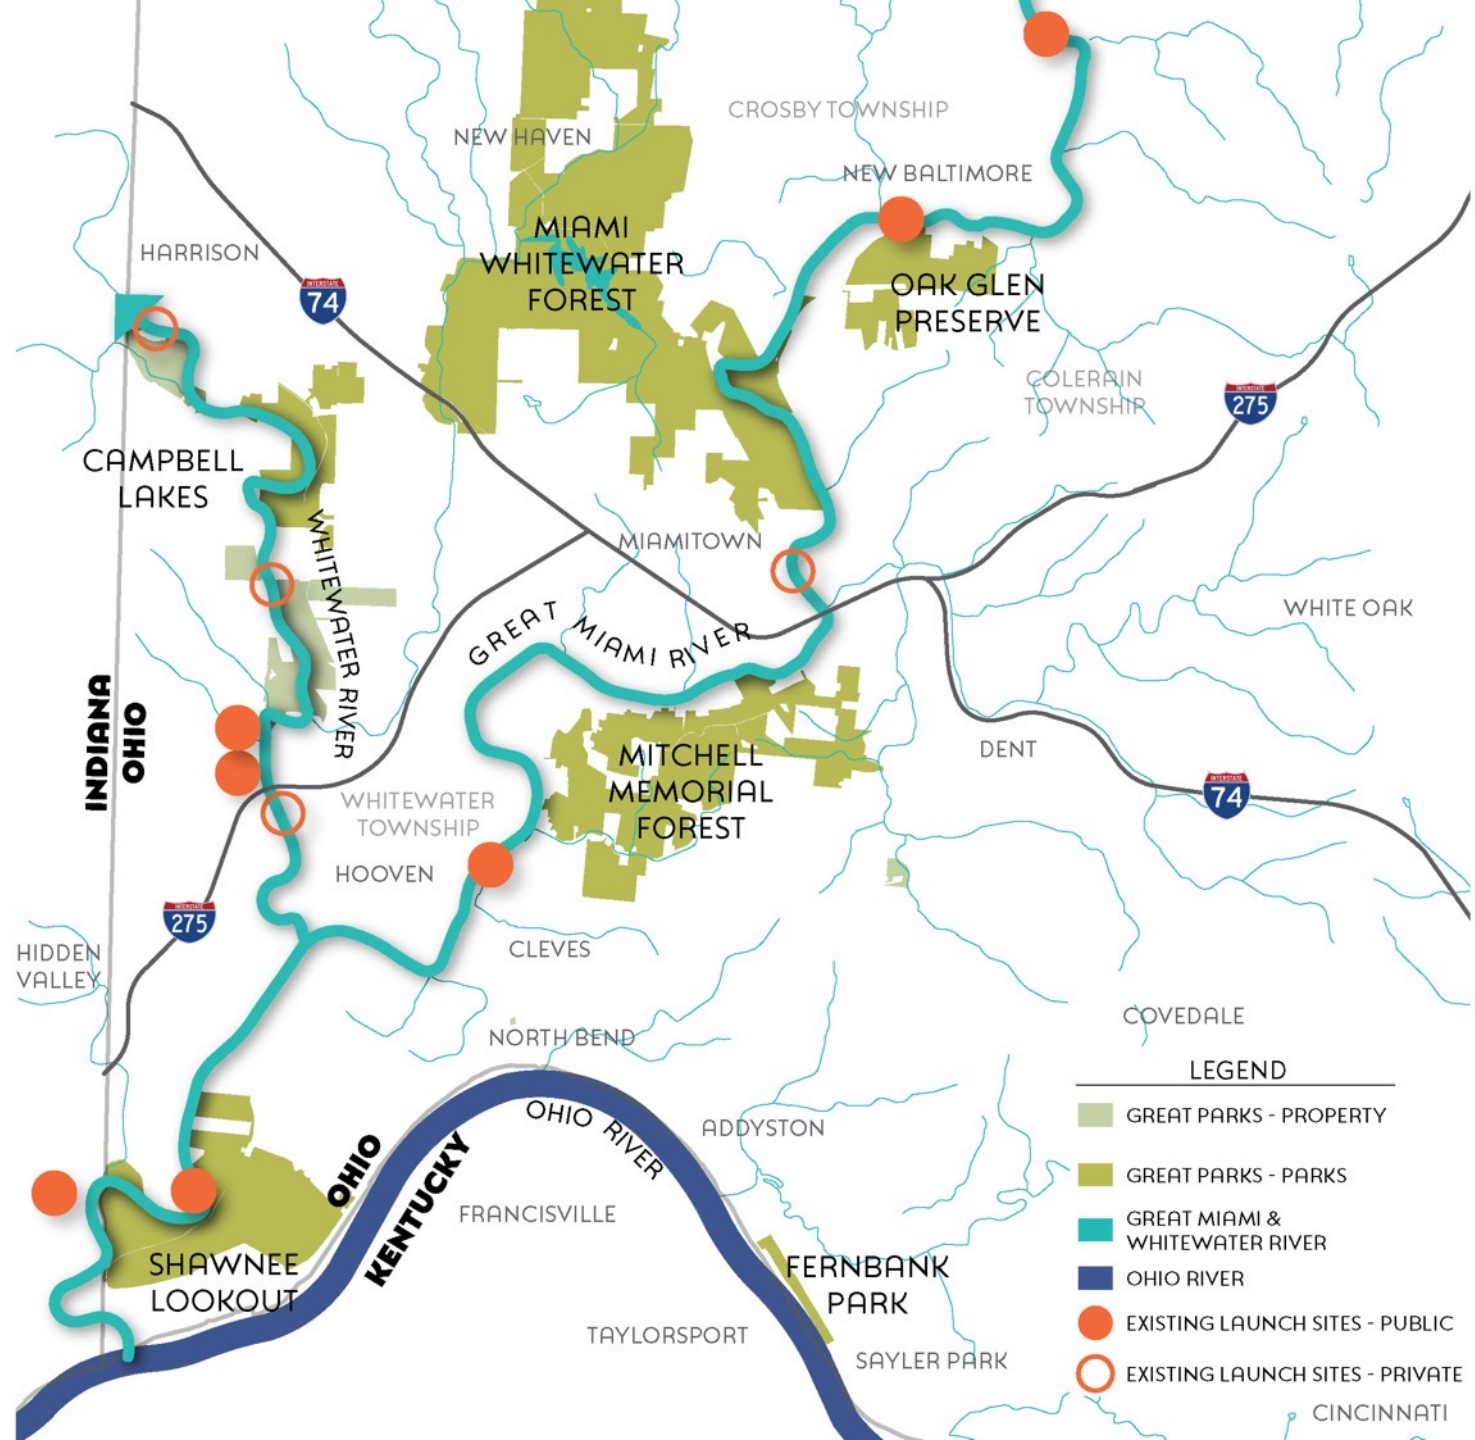 CROSBY TOWNSHIP
NEW HAVEN
NEW BALTIMORE
MIAMI
WHITEWATER
FOREST
HARRISON
INTERSTATE
74
OAK GLEN
PRESERVE
COLERAIN
TOWNSHIP
INTERSTATE
275
CAMPBELL
LAKES
WHITEWATER RIVER
MIAMITOWN
WHITE OAK
GREAT MIAMI RIVER
INDIANA
OHIO
MITCHELL
MEMORIAL
FOREST
DENT
INTERSTATE
74
WHITEWATER
TOWNSHIP
HOOVEN
INTERSTATE
275
HIDDEN
VALLEY
CLEVES
NORTH BEND
COVEDALE
OHIO RIVER
ADDYSTON
OHIO
KENTUCKY
FRANCISVILLE
SHAWNEE
LOOKOUT
FERNBANK
PARK
TAYLORSPORT
SAYLER PARK
LEGEND
GREAT PARKS - PROPERTY
GREAT PARKS - PARKS
GREAT MIAMI &
WHITEWATER RIVER
OHIO RIVER
EXISTING LAUNCH SITES - PUBLIC
EXISTING LAUNCH SITES - PRIVATE
CINCINNATI